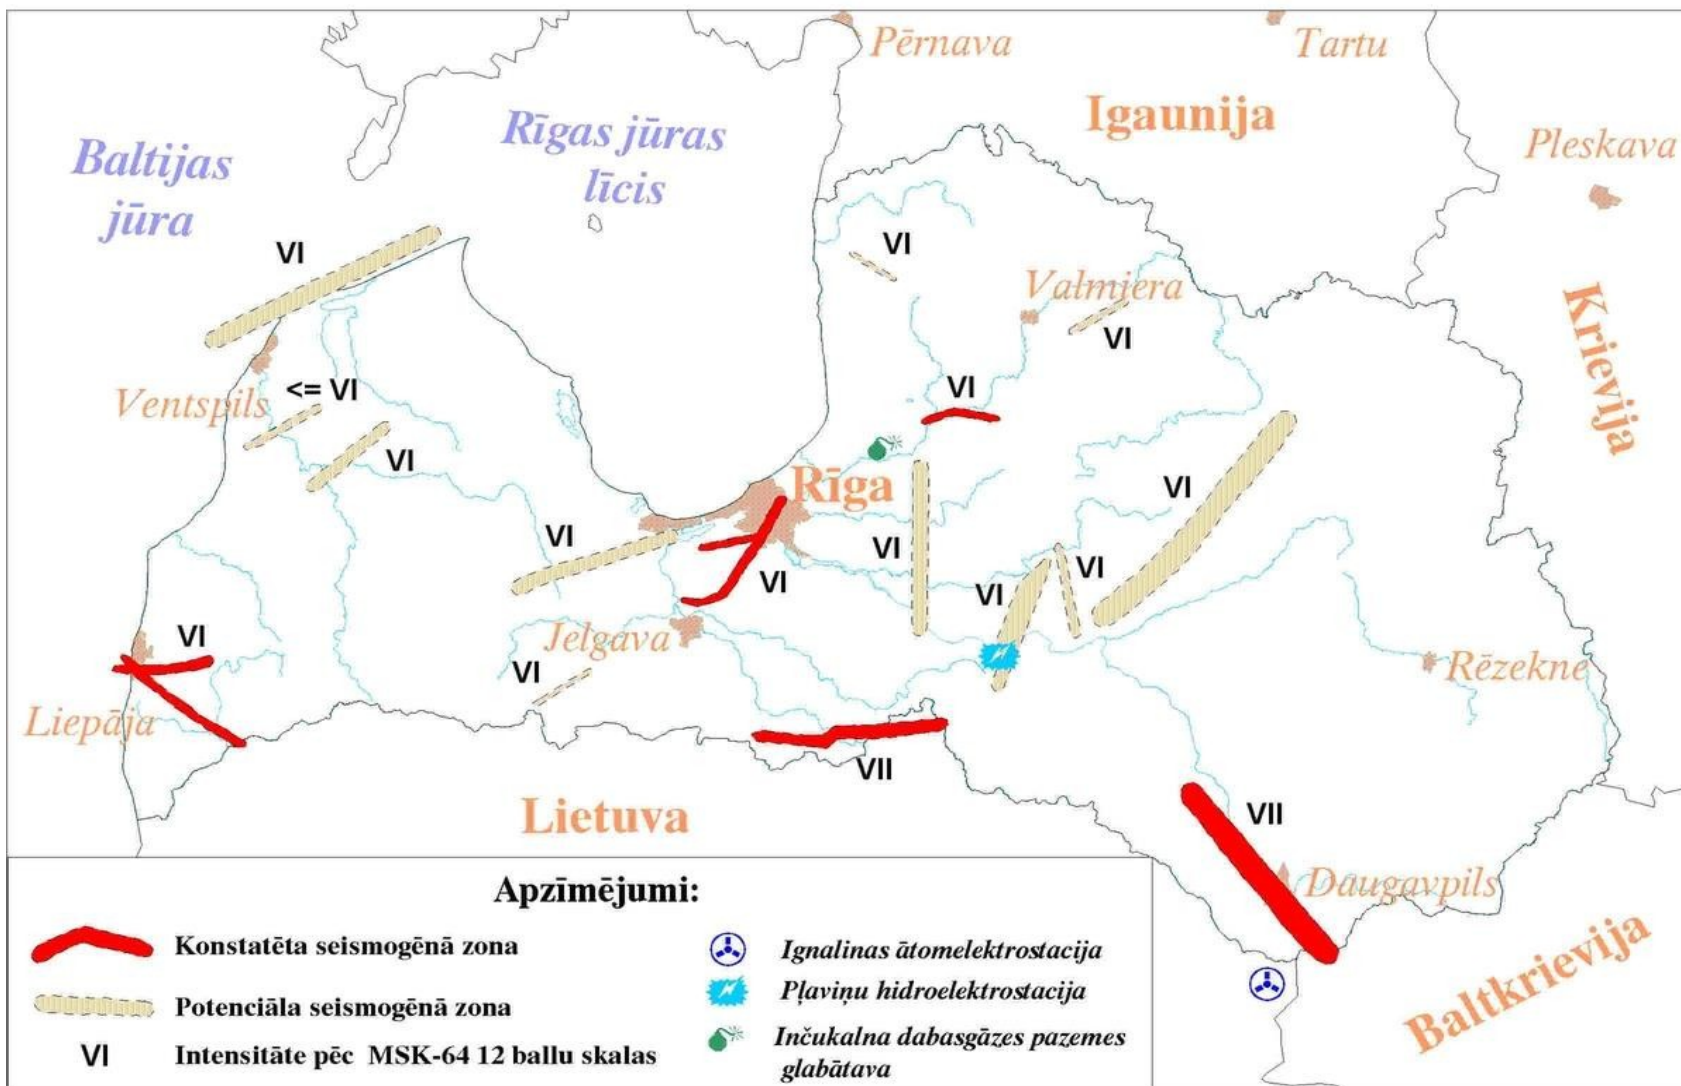 Pērnava
Tartu
Igaunija
Rīgas jūras
līcis
Baltijas
jūra
Pleskava
VI
VI
Valmiera
VI
Krievija
Ventspils
<= VI
VI
VI
Rīga
VI
VI
VI
VI
VI
VI
VI
Jelgava
VI
VI
Rēzekne
Liepāja
VII
Lietuva
VII
Daugavpils
Baltkrievija
Apzīmējumi:
Konstatēta seismogēnā zona
Potenciāla seismogēnā zona
VI Intensitāte pēc MSK-64 12 ballu skalas
Ignalinas ātomelektrostacija
Pļaviņu hidroelektrostacija
Inčukalna dabasgāzes pazemes
glabātava